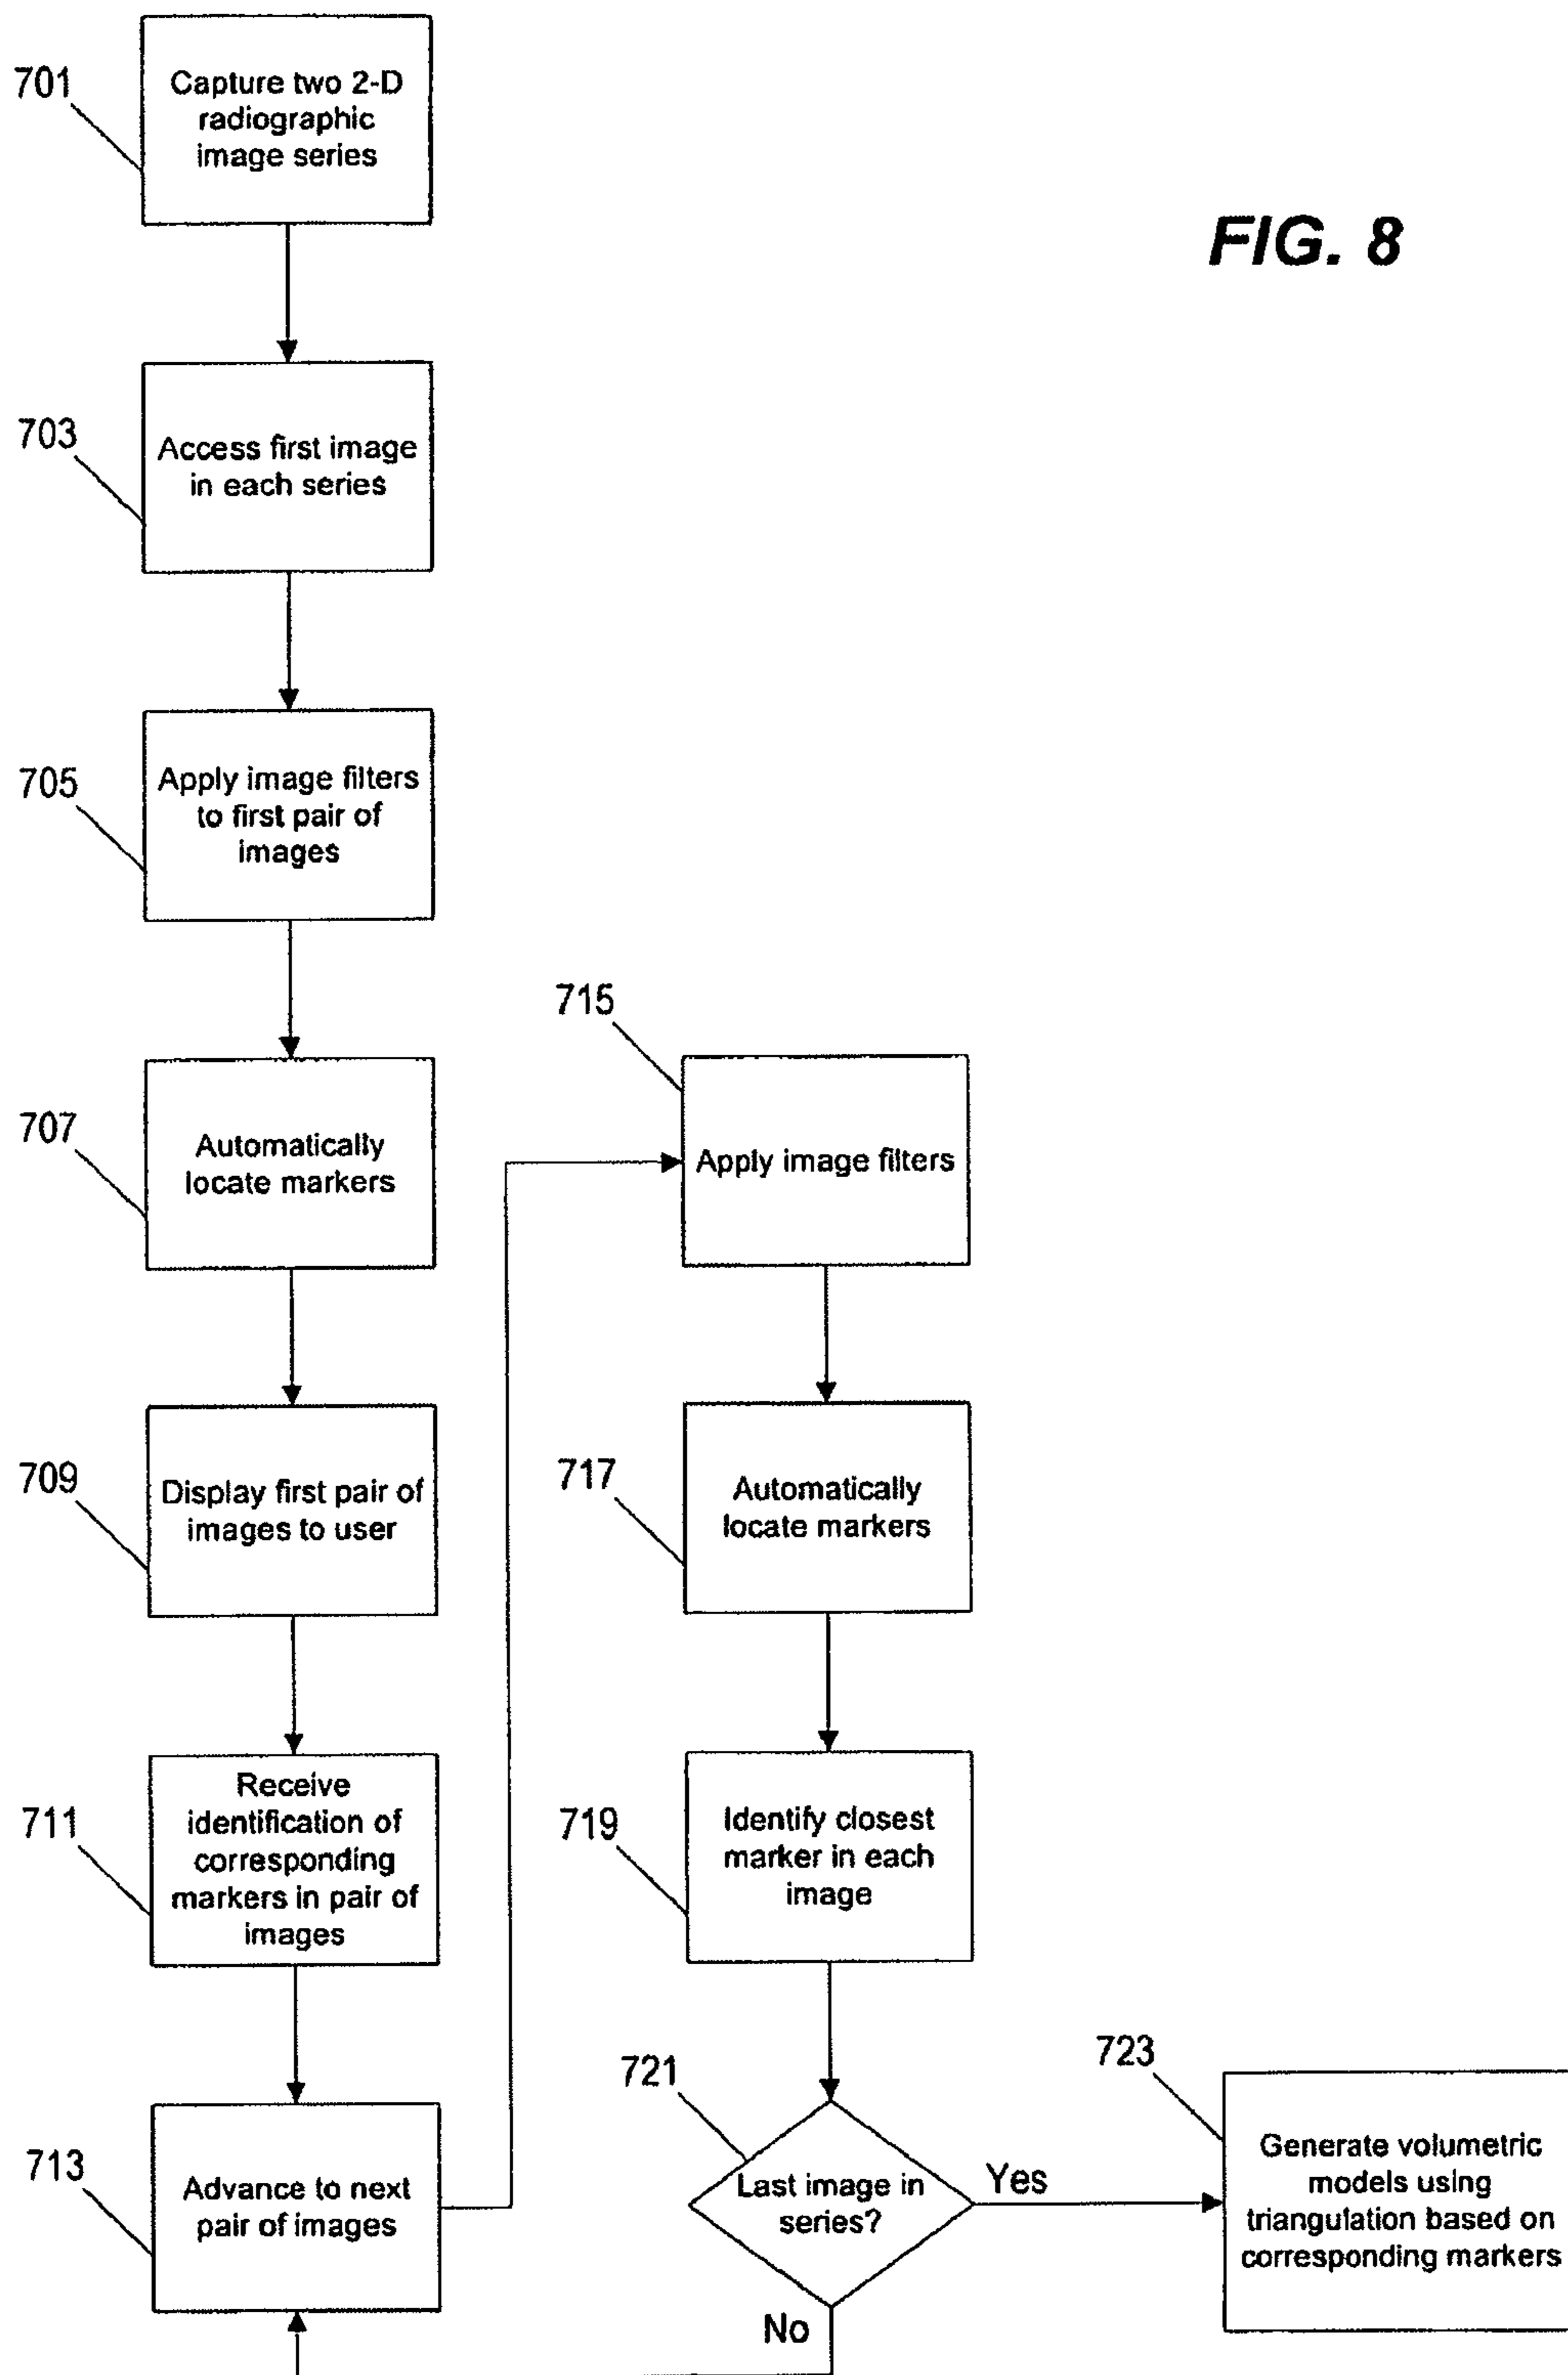 FIG. 8
701
Capture two 2-D
radiographic
image series
703
Access first image
in each series
705
Apply image filters
to first pair of
images
707
Automatically
locate markers
709
Display first pair of
images to user
711
Receive
identification of
corresponding
markers in pair of
images
713
Advance to next
pair of images
715
Apply image filters
717
Automatically
locate markers
719
Identify closest
marker in each
image
721
Last image in
series?
Yes
No
723
Generate volumetric
models using
triangulation based on
corresponding markers